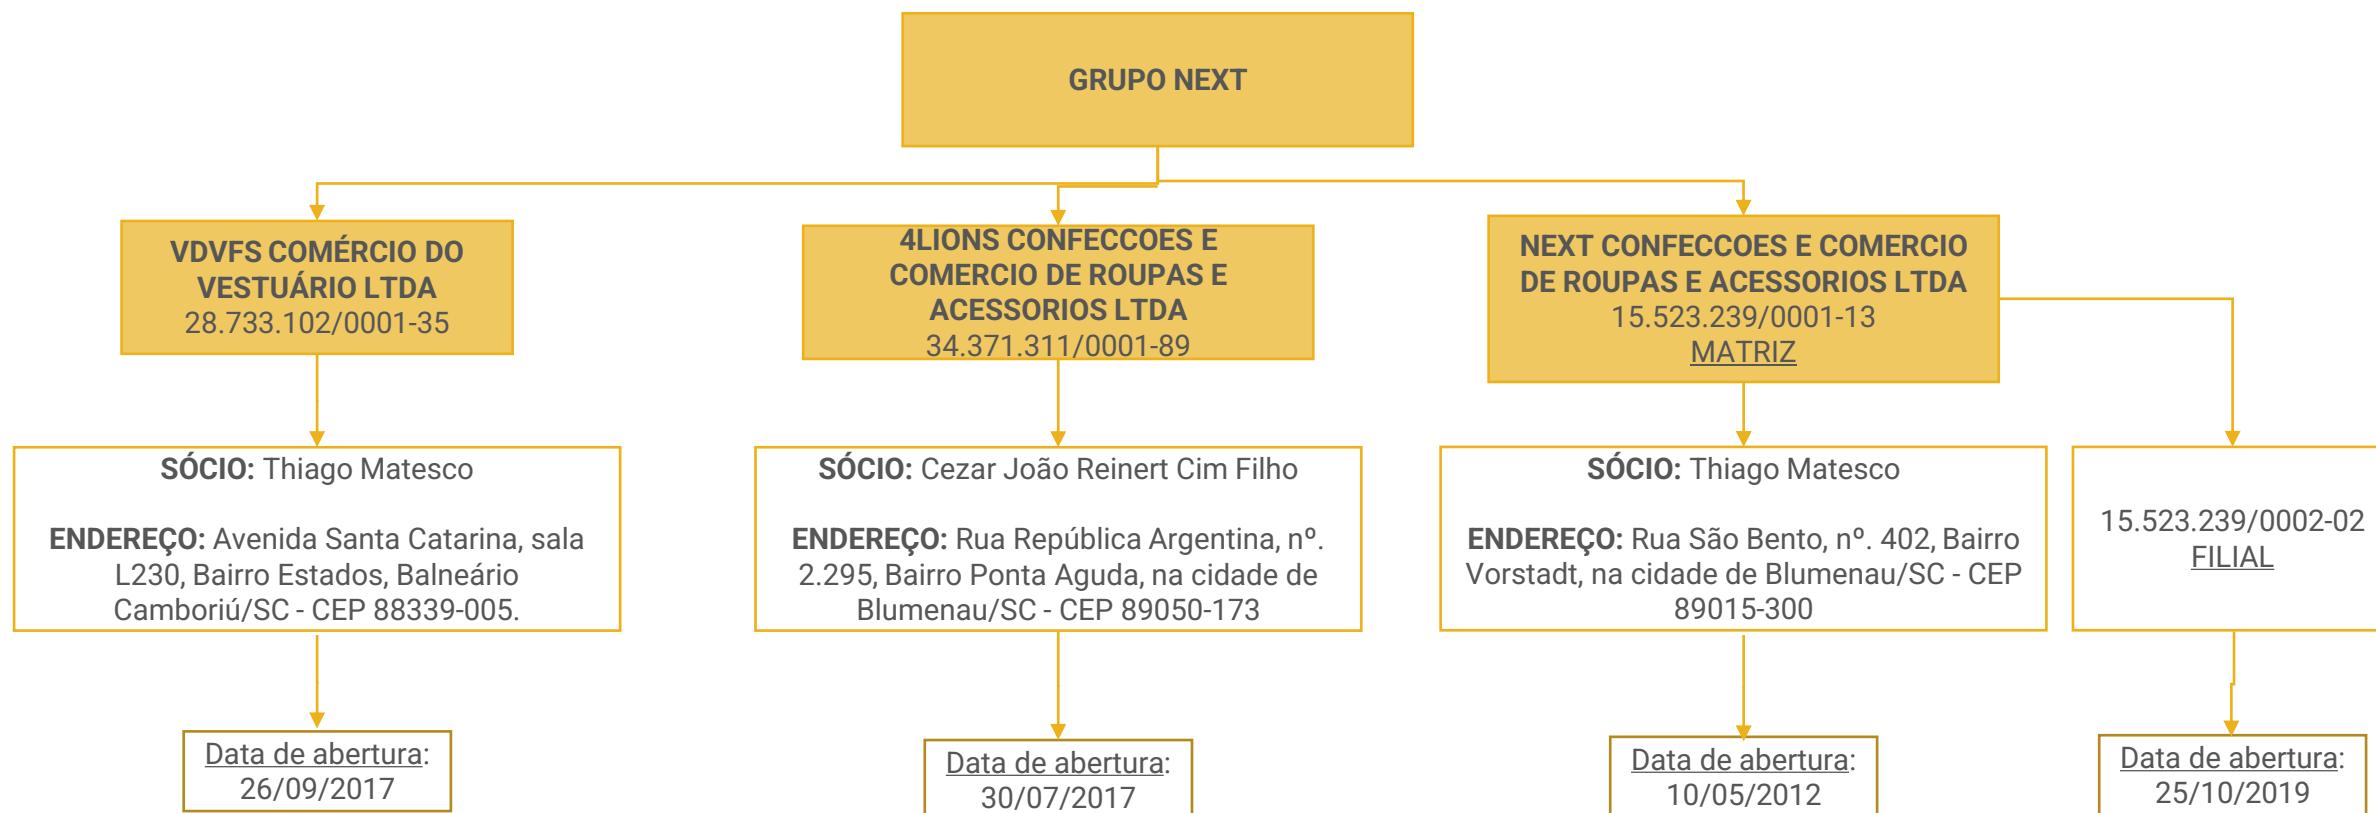 GRUPO NEXT
VDVFS COMÉRCIO DO
VESTUÁRIO LTDA
28.733.102/0001-35
4LIONS CONFECCOES E
COMERCIO DE ROUPAS E
ACESSORIOS LTDA
34.371.311/0001-89
NEXT CONFECCOES E COMERCIO
DE ROUPAS E ACESSORIOS LTDA
15.523.239/0001-13
MATRIZ
SÓCIO: Thiago Matesco
ENDEREÇO: Avenida Santa Catarina, sala
L230, Bairro Estados, Balneário
Camboriú/SC - CEP 88339-005.
SÓCIO: Cezar João Reinert Cim Filho
ENDEREÇO: Rua República Argentina, nº.
2.295, Bairro Ponta Aguda, na cidade de
Blumenau/SC - CEP 89050-173
SÓCIO: Thiago Matesco
ENDEREÇO: Rua São Bento, nº. 402, Bairro
Vorstadt, na cidade de Blumenau/SC - CEP
89015-300
15.523.239/0002-02
FILIAL
Data de abertura:
26/09/2017
Data de abertura:
30/07/2017
Data de abertura:
10/05/2012
Data de abertura:
25/10/2019